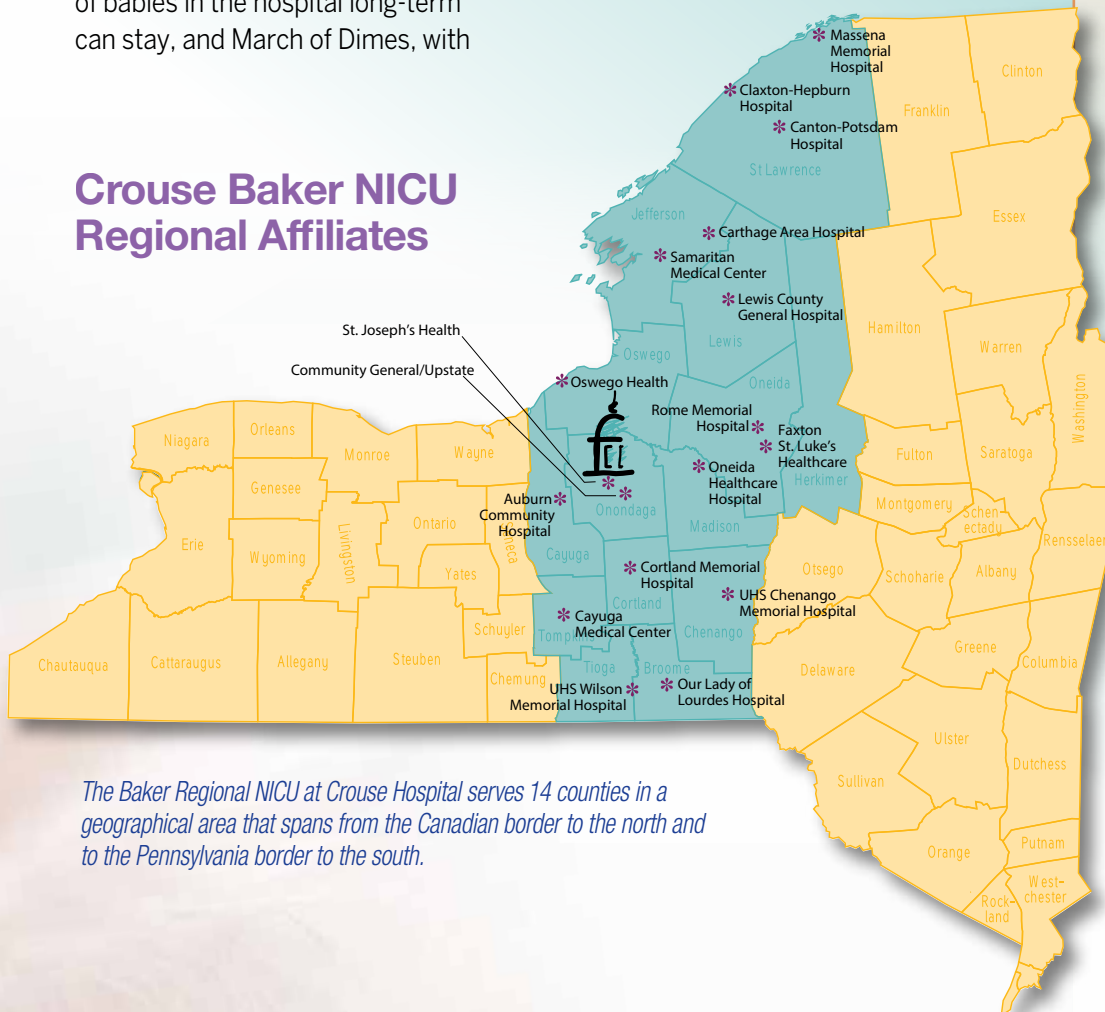 of babies in the hospital long-term
can stay, and March of Dimes, with
Crouse Baker NICU
Regional Affiliates
Massena
Memorial
Hospital
Clinton
Claxton-Hepburn
Hospital
Franklin
Canton-Potsdam
Hospital
St Lawrence
Essex
Jefferson
Carthage Area Hospital
Samaritan
Medical Center
Lewis County
General Hospital
Hamilton
St. Joseph's Health
Lewis
Warren
Oswego
Community General/Upstate
Oswego Health
Oneida
Washington
Rome Memorial
Hospital
Faxton
St. Luke's
Healthcare
Niagara
Orleans
Monroe
Wayne
Fulton
Saratoga
Oneida
Healthcare
Hospital
Herkimer
Genesee
Auburn
Community
Hospital
Onondaga
Montgomery
Schen-
ectady
Ontario
Seneca
Madison
Erie
Wyoming
Livingston
Rensselaer
Cayuga
Yates
Cortland Memorial
Hospital
Otsego
Schoharie
Albany
UHS Chenango
Memorial Hospital
Cortland
Cayuga
Medical Center
Schuyler
Tompkins
Chenango
Chautauqua
Cattaraugus
Allegany
Steuben
Tioga
Broome
Delaware
Greene
Columbia
Chemung
UHS Wilson
Memorial Hospital
Our Lady of
Lourdes Hospital
Ulster
Dutchess
Sullivan
The Baker Regional NICU at Crouse Hospital serves 14 counties in a
geographical area that spans from the Canadian border to the north and
to the Pennsylvania border to the south.
Orange
Putnam
West-
chester
Rock-
land